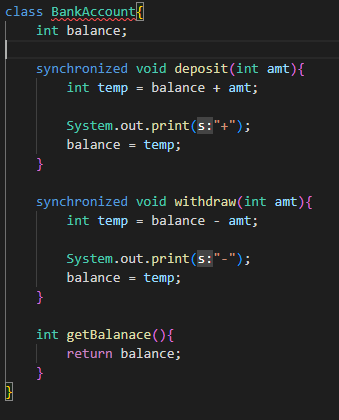 class BankAccount{
    int balance;

    synchronized void deposit(int amt){
        int temp = balance + amt;

        System.out.print(s:"+");
        balance = temp;
    }

    synchronized void withdraw(int amt){
        int temp = balance - amt;

        System.out.print(s:"-");
        balance = temp;
    }

    int getBalanace(){
        return balance;
    }
}